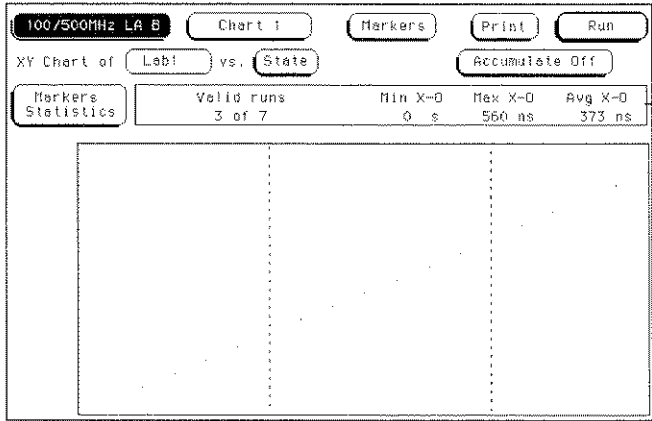 100/500MHz LA B Chart 1 Markers Print Run
XY Chart of Lab1 vs. State Accumulate Off
Markers Statistics
Valid runs Min X-O Max X-O Avg X-O
3 of 7 0 s 560 ns 373 ns